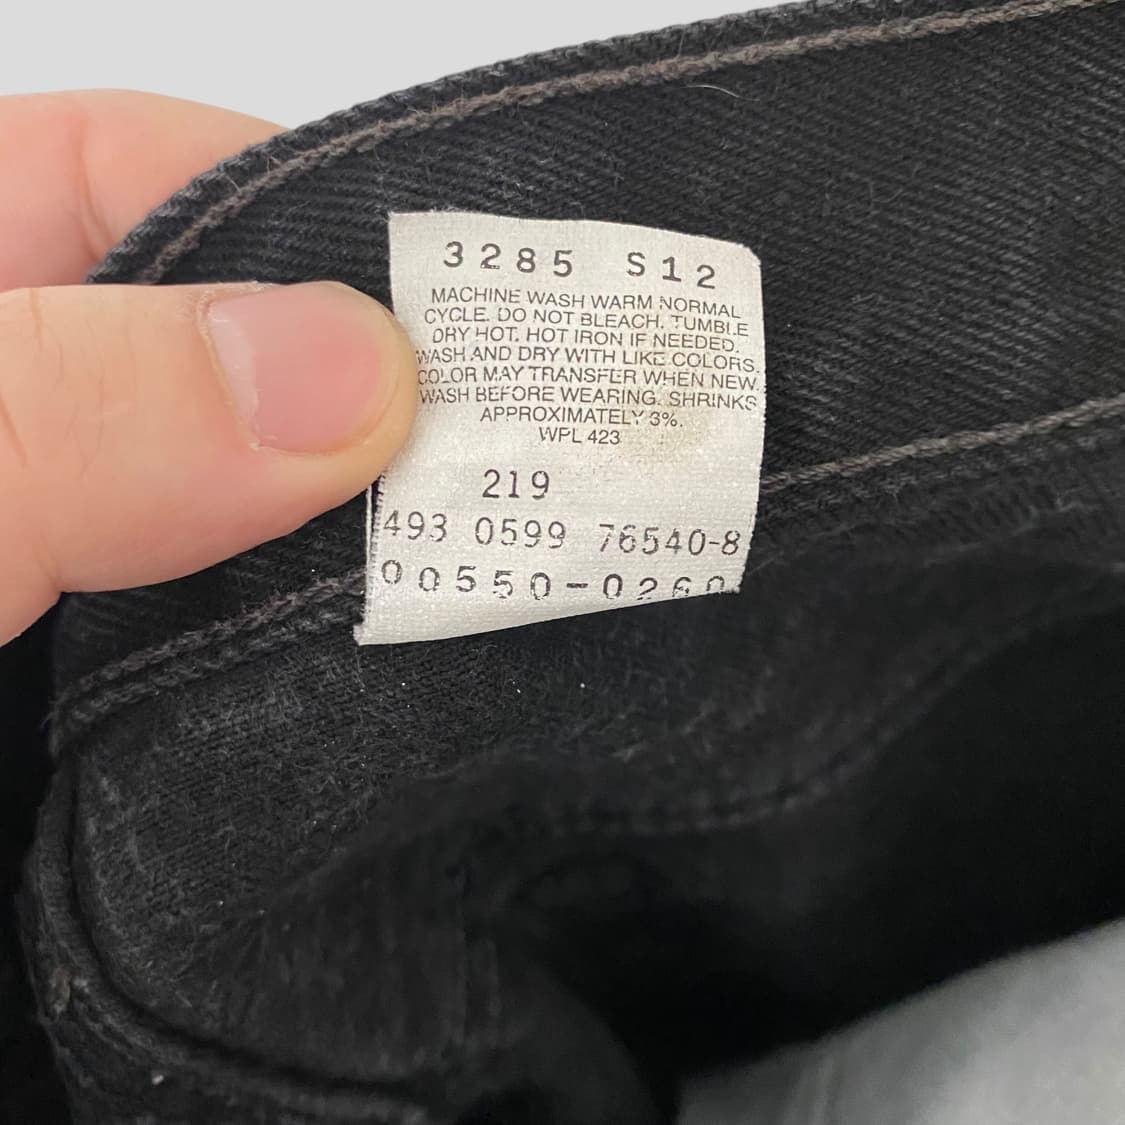 3285 S12
MACHINE WASH WARM NORMAL
CYCLE. DO NOT BLEACH. TUMBLE
DRY HOT. HOT IRON IF NEEDED.
WASH AND DRY WITH LIKE COLORS.
COLOR MAY TRANSFER WHEN NEW.
WASH BEFORE WEARING. SHRINKS
APPROXIMATELY 3%.
WPL 423
219
493 0599 76540-8
00550-0260